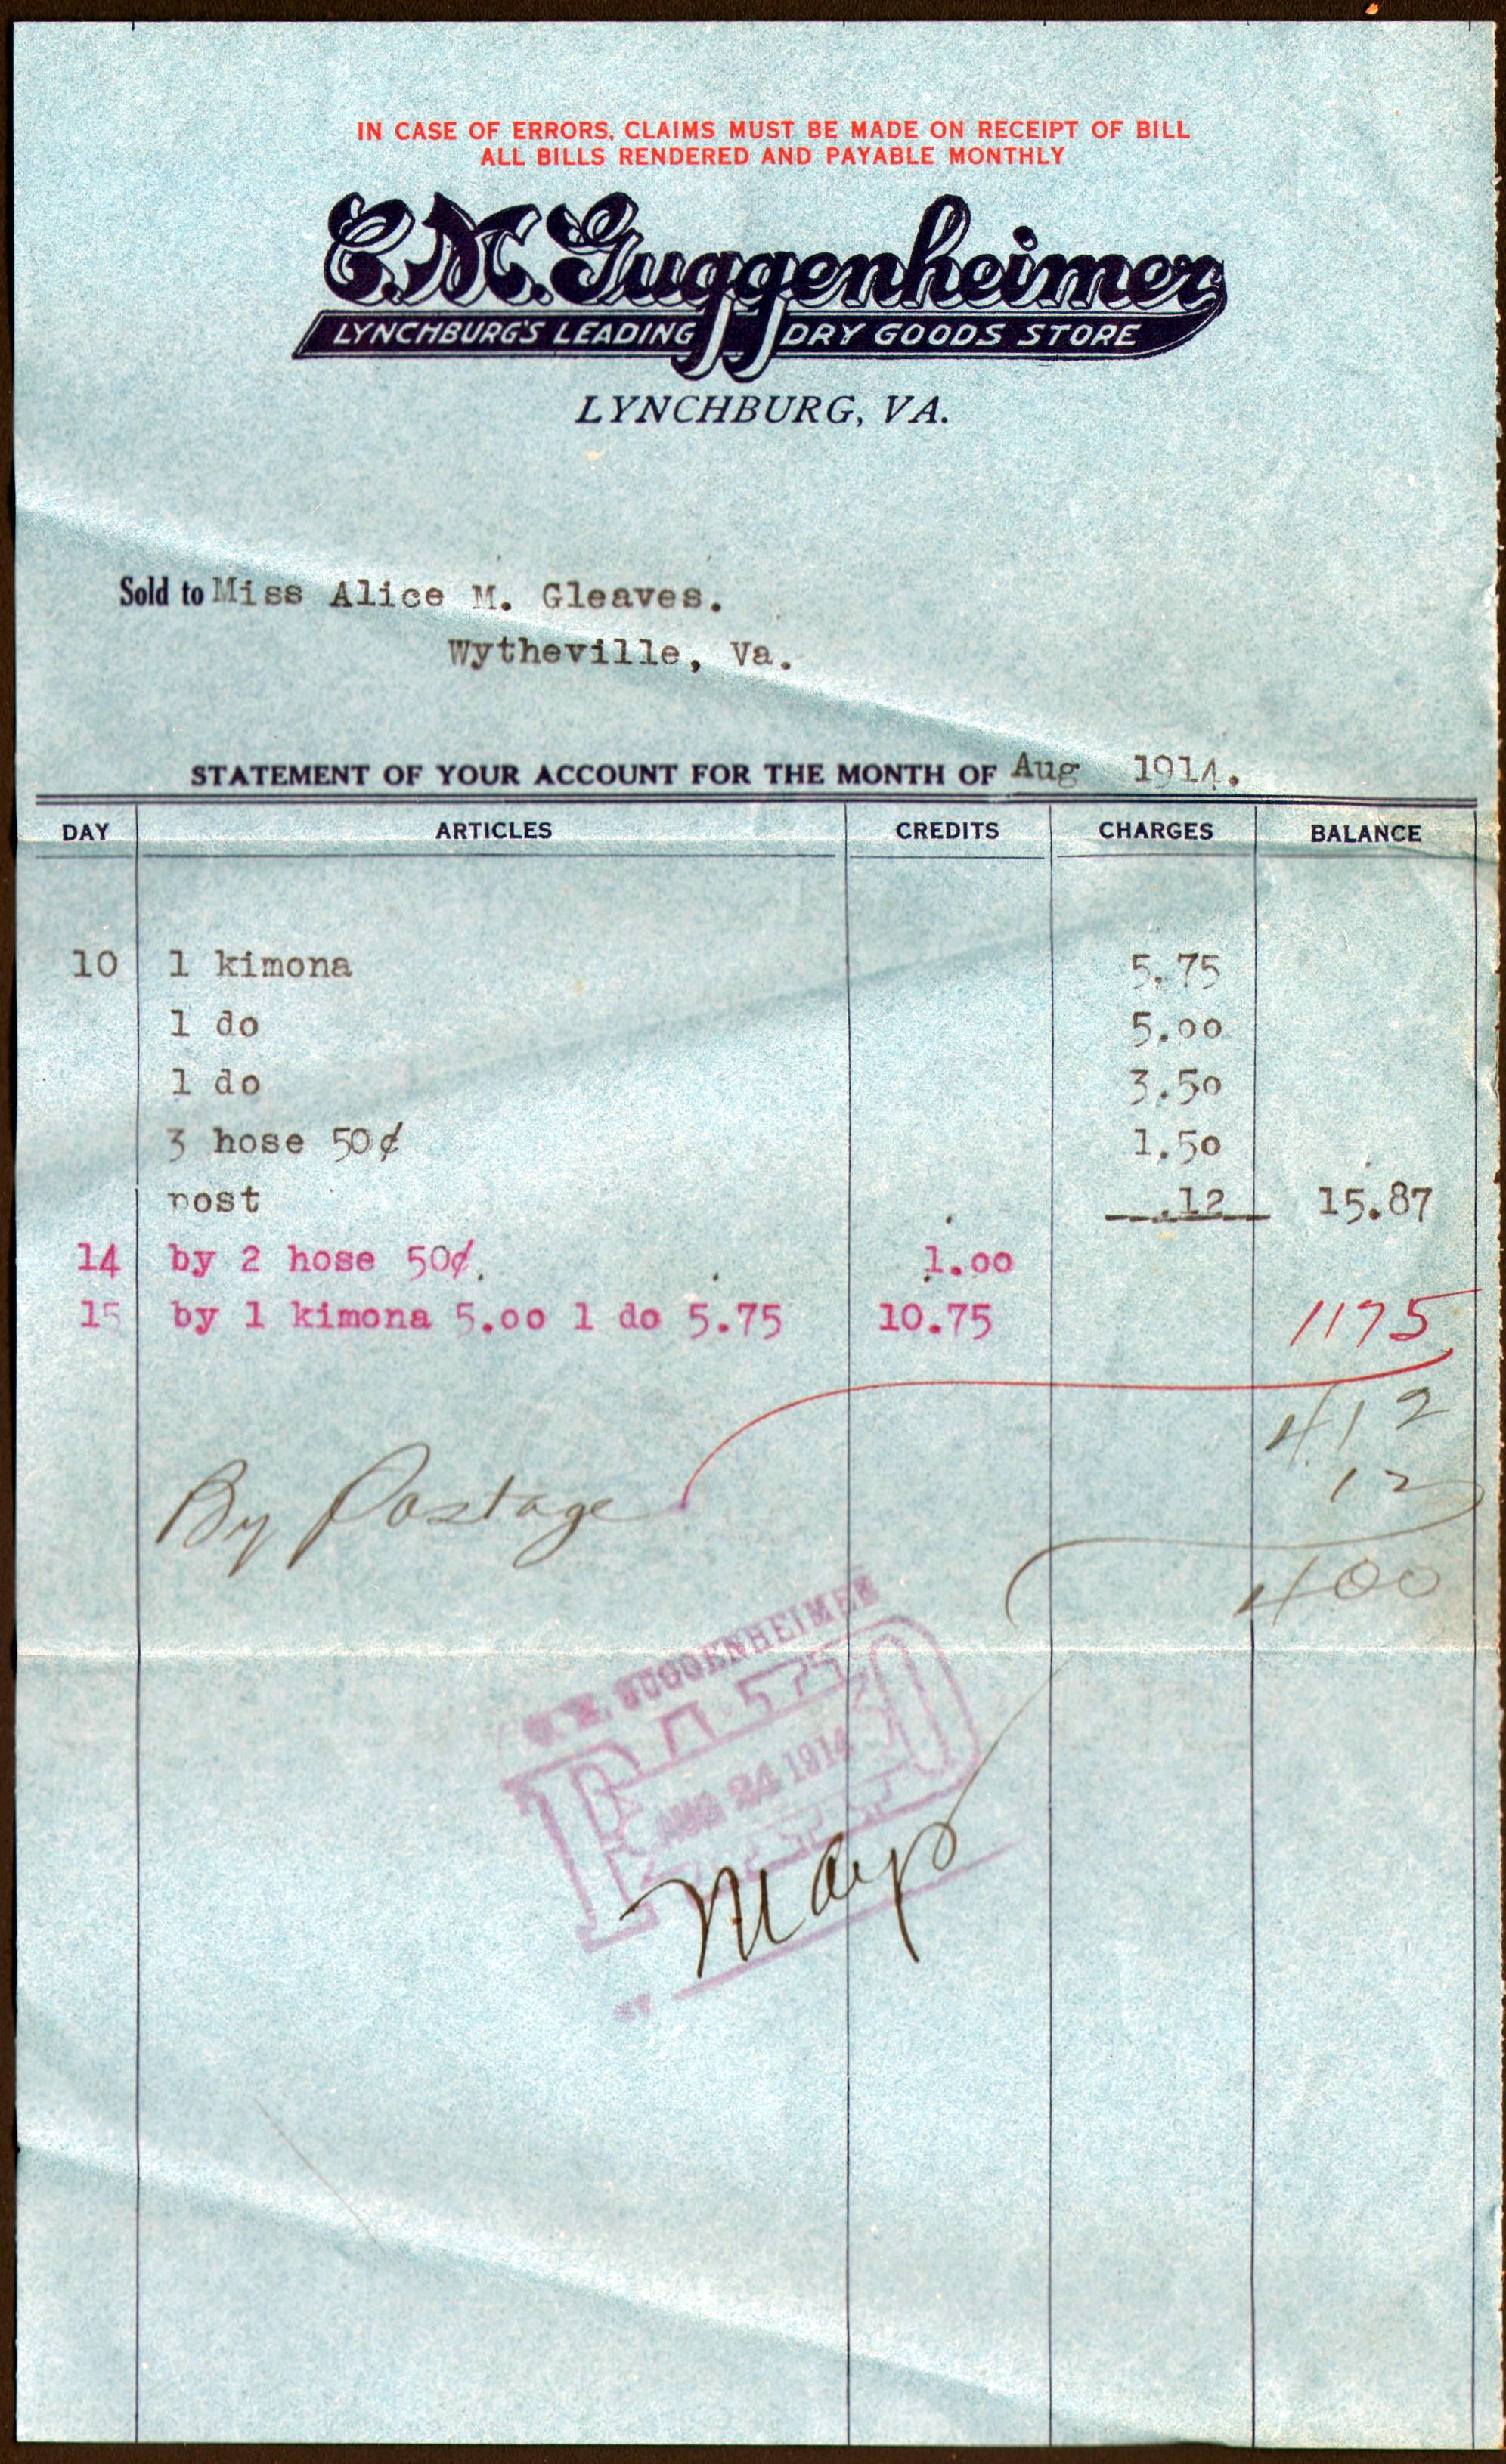 IN CASE OF ERRORS, CLAIMS MUST BE MADE ON RECEIPT OF BILL
ALL BILLS RENDERED AND PAYABLE MONTHLY
C.M. Guggenheimer
LYNCHBURG'S LEADING DRY GOODS STORE
LYNCHBURG, VA.
Sold to Miss Alice M. Gleaves.
Wytheville, Va.
STATEMENT OF YOUR ACCOUNT FOR THE MONTH OF Aug 1914.
DAY ARTICLES CREDITS CHARGES BALANCE
10 1 kimona 5.75
1 do 5.00
1 do 3.50
3 hose 50¢ 1.50
post .12 15.87
14 by 2 hose 50¢. 1.00
15 by 1 kimona 5.00 1 do 5.75 10.75 1175
412
By Postage 12
400
GUGGENHEIMER
AUG 24 1914
BY